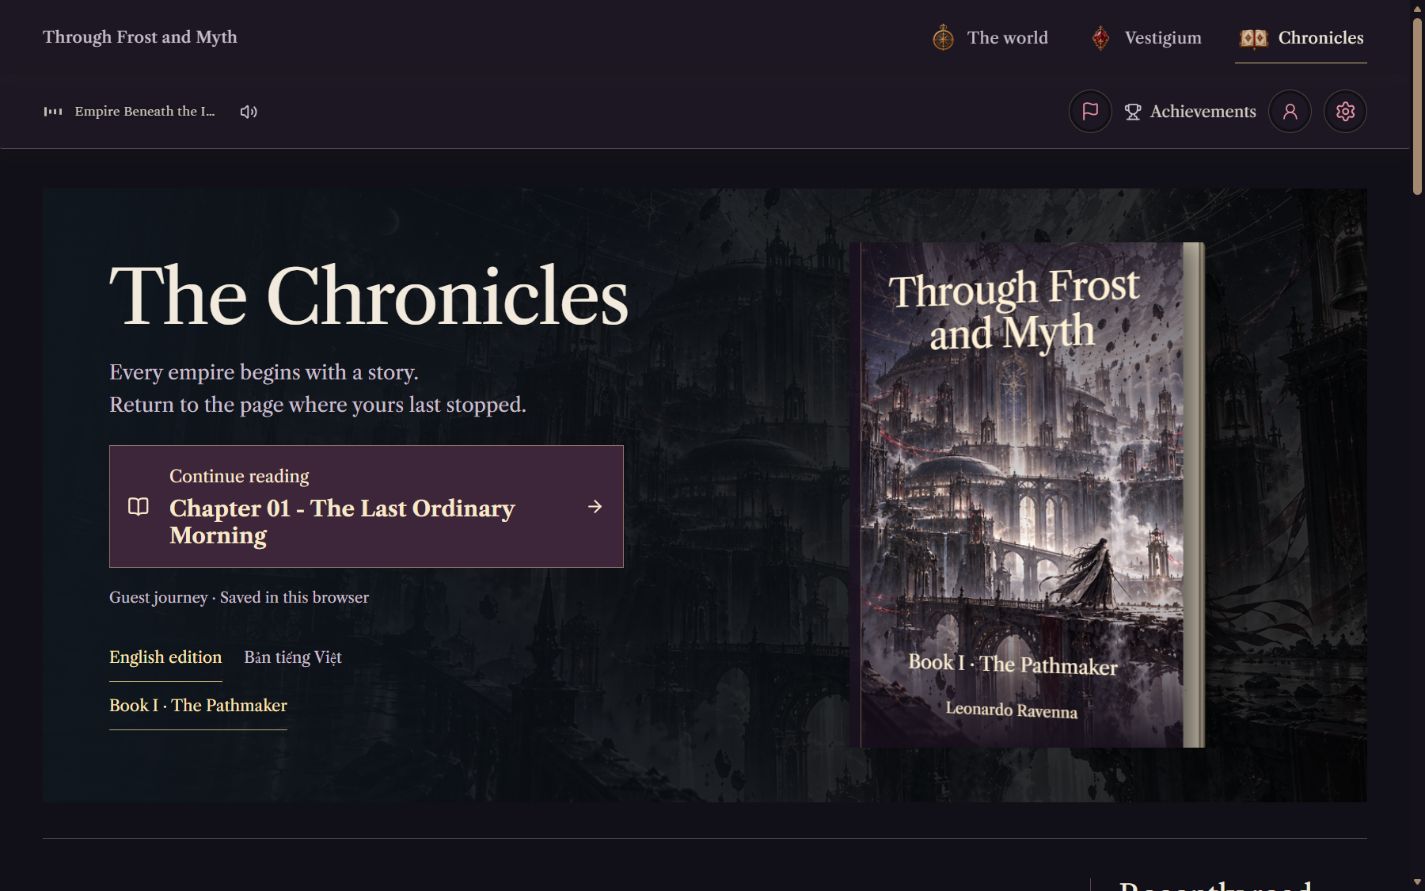 Through Frost and Myth
The world
Vestigium
Chronicles
Empire Beneath the I...
Achievements
The Chronicles
Every empire begins with a story.
Return to the page where yours last stopped.
Continue reading
Chapter 01 - The Last Ordinary
Morning
Guest journey · Saved in this browser
English edition
Bản tiếng Việt
Book I · The Pathmaker
Through Frost
and Myth
Book I · The Pathmaker
Leonardo Ravenna
Recently read